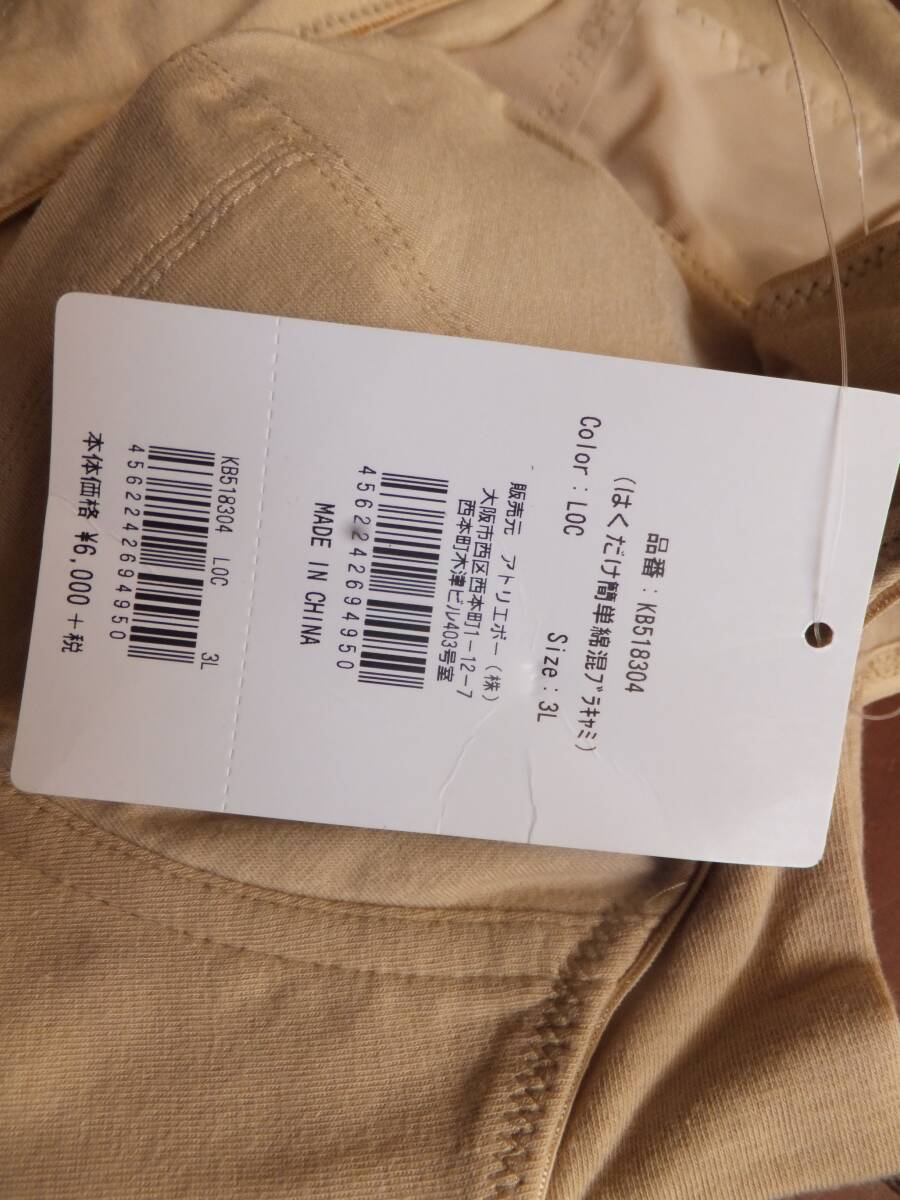 品番：KB518304
(はくだけ簡単綿混ﾌﾞﾗｷｬﾐ)
Color：LOC Size：3L
販売元 アトリエボー（株）
大阪市西区西本町1−12−7
西本町木津ビル403号室
4562242694950
MADE IN CHINA
KB518304 LOC 3L
4562242694950
本体価格 ¥6,000＋税